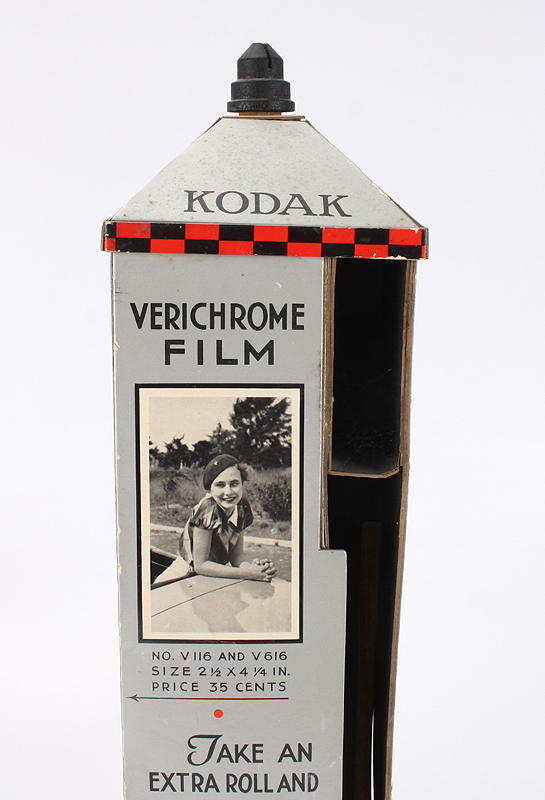 KODAK
VERICHROME
FILM
NO. V116 AND V616
SIZE 2½ X 4¼ IN.
PRICE 35 CENTS
TAKE AN
EXTRA ROLL AND